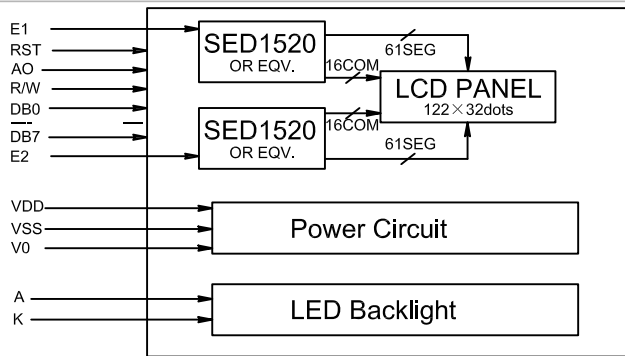 E1
RST
AO
R/W
DB0
DB7
E2
VDD
VSS
V0
A
K
SED1520
OR EQV.
61SEG
16COM
LCD PANEL
122×32dots
SED1520
OR EQV.
16COM
61SEG
Power Circuit
LED Backlight